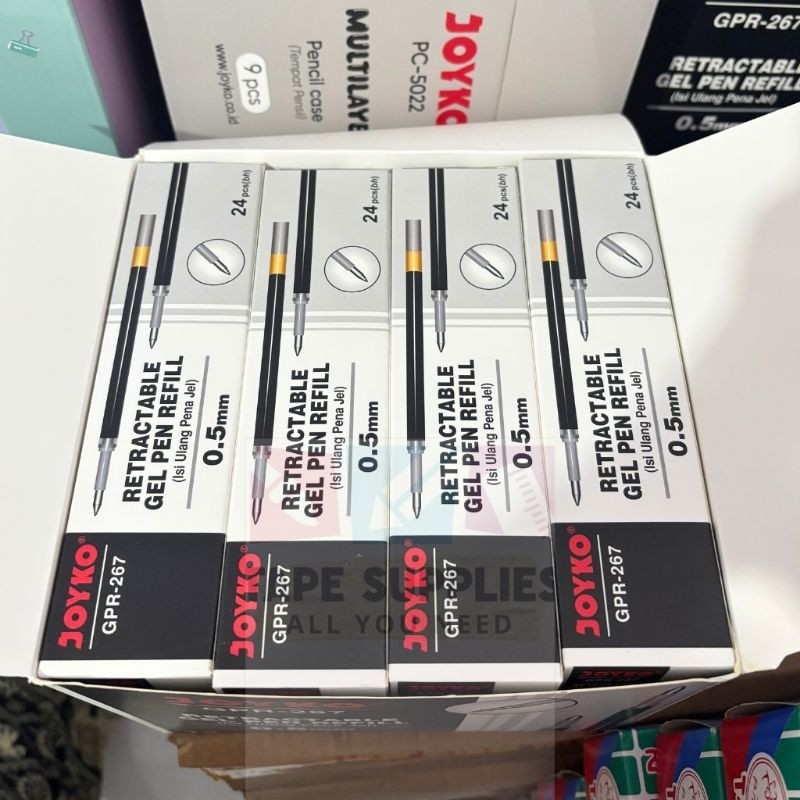 JOYKO
PC-5022
MULTILAYE
Pencil case
(Tempat Pensil)
9 pcs
www.joyko.co.id
GPR-267
RETRACTABLE
GEL PEN REFILL
(Isi Ulang Pena Jel)
0.5mm
24 pcs(bh)
RETRACTABLE
GEL PEN REFILL
(Isi Ulang Pena Jel)
0.5mm
JOYKO®
GPR-267
24 pcs(bh)
RETRACTABLE
GEL PEN REFILL
(Isi Ulang Pena Jel)
0.5mm
JOYKO®
GPR-267
24 pcs(bh)
RETRACTABLE
GEL PEN REFILL
(Isi Ulang Pena Jel)
0.5mm
JOYKO®
GPR-267
24 pcs(bh)
RETRACTABLE
GEL PEN REFILL
(Isi Ulang Pena Jel)
0.5mm
JOYKO®
GPR-267
SUPPLIES
ALL YOU NEED
JOYKO
JOYKO
JOYKO
RETRACTABLE